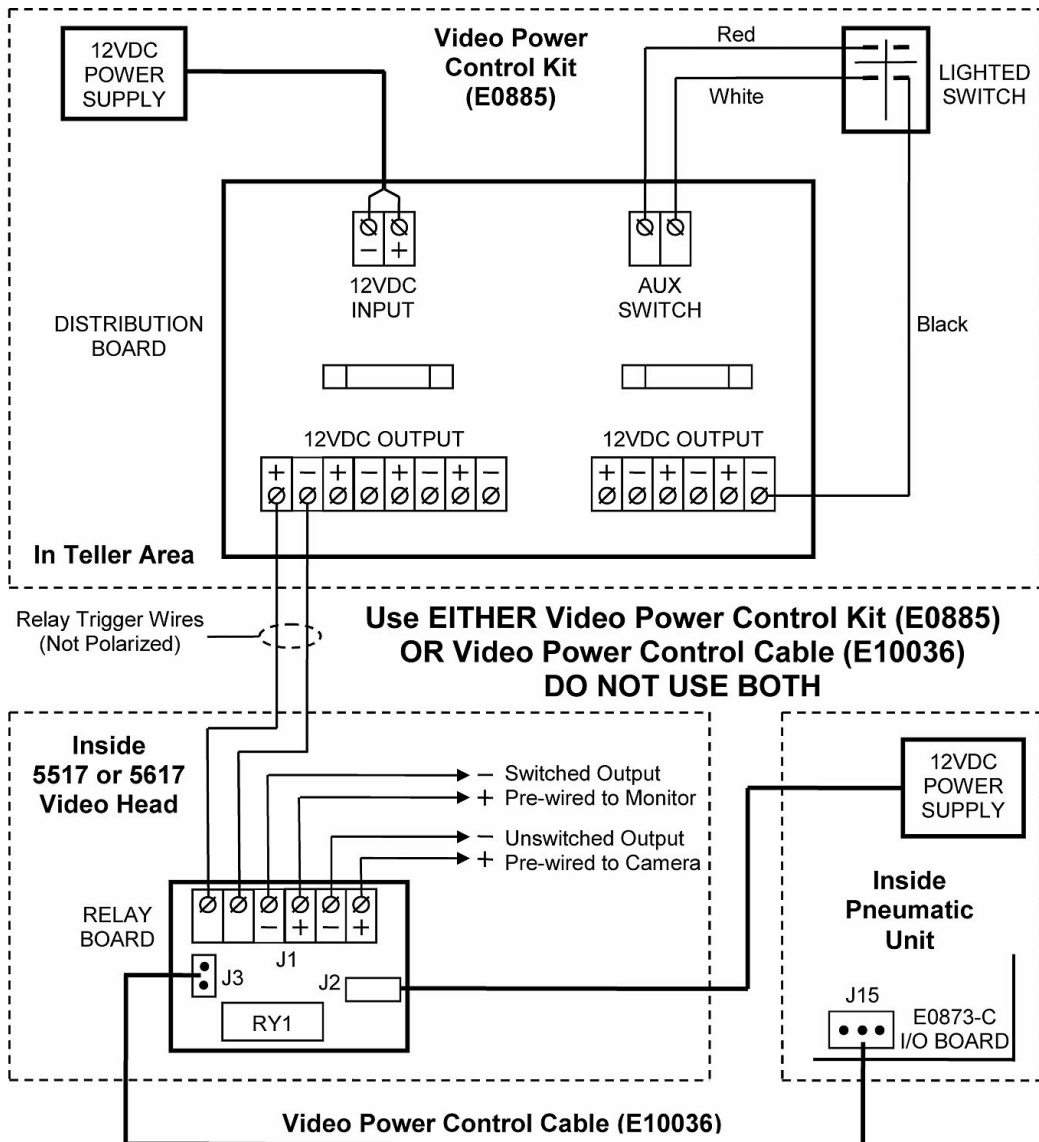 12VDC
POWER
SUPPLY
Video Power
Control Kit
(E0885)
Red
White
LIGHTED
SWITCH
Black
− +
12VDC
INPUT
AUX
SWITCH
DISTRIBUTION
BOARD
12VDC OUTPUT
+ − + − + − + −
12VDC OUTPUT
+ − + − + −
In Teller Area
Relay Trigger Wires
(Not Polarized)
Use EITHER Video Power Control Kit (E0885)
OR Video Power Control Cable (E10036)
DO NOT USE BOTH
Inside
5517 or 5617
Video Head
− Switched Output
+ Pre-wired to Monitor
− Unswitched Output
+ Pre-wired to Camera
RELAY
BOARD
− + − +
J1
J3
J2
RY1
12VDC
POWER
SUPPLY
Inside
Pneumatic
Unit
J15
E0873-C
I/O BOARD
Video Power Control Cable (E10036)